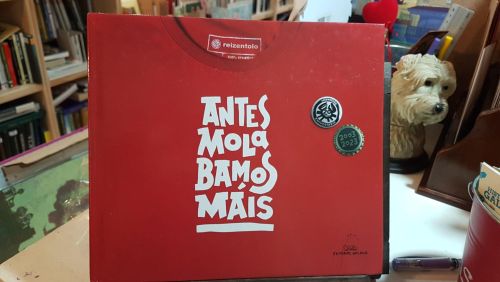 reizentolo
ANTES
MOLA
BAMOS
MÁIS
2003
2023